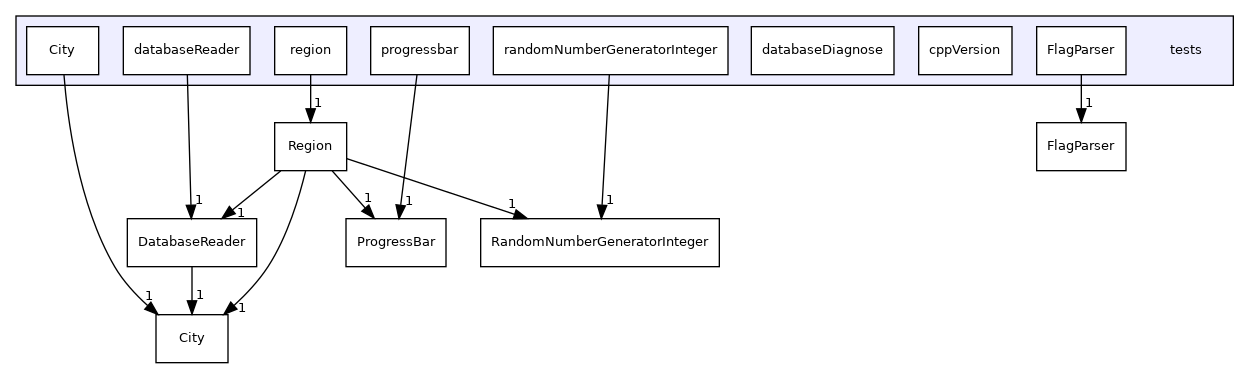 City
databaseReader
region
progressbar
randomNumberGeneratorInteger
databaseDiagnose
cppVersion
FlagParser
tests
1
1
Region
FlagParser
1
1
1
1
1
1
DatabaseReader
ProgressBar
RandomNumberGeneratorInteger
1
1
1
City